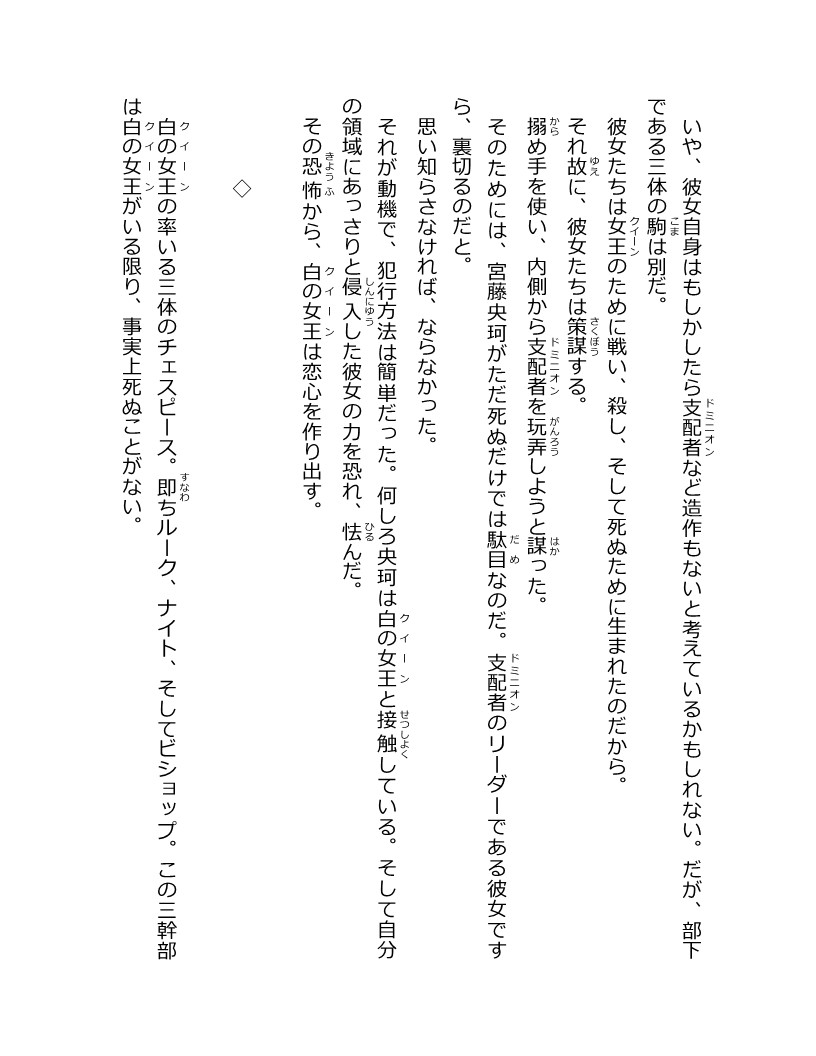 いや、彼女自身はもしかしたら支配者など造作もないと考えているかもしれない。だが、部下
である三体の駒は別だ。
彼女たちは女王のために戦い、殺し、そして死ぬために生まれたのだから。
それ故に、彼女たちは策謀する。
搦め手を使い、内側から支配者を玩弄しようと謀った。
そのためには、宮藤央珂がただ死ぬだけでは駄目なのだ。支配者のリーダーである彼女です
ら、裏切るのだと。
思い知らさなければ、ならなかった。
それが動機で、犯行方法は簡単だった。何しろ央珂は白の女王と接触している。そして自分
の領域にあっさりと侵入した彼女の力を恐れ、怯んだ。
その恐怖から、白の女王は恋心を作り出す。
◇
白の女王の率いる三体のチェスピース。即ちルーク、ナイト、そしてビショップ。この三幹部
は白の女王がいる限り、事実上死ぬことがない。